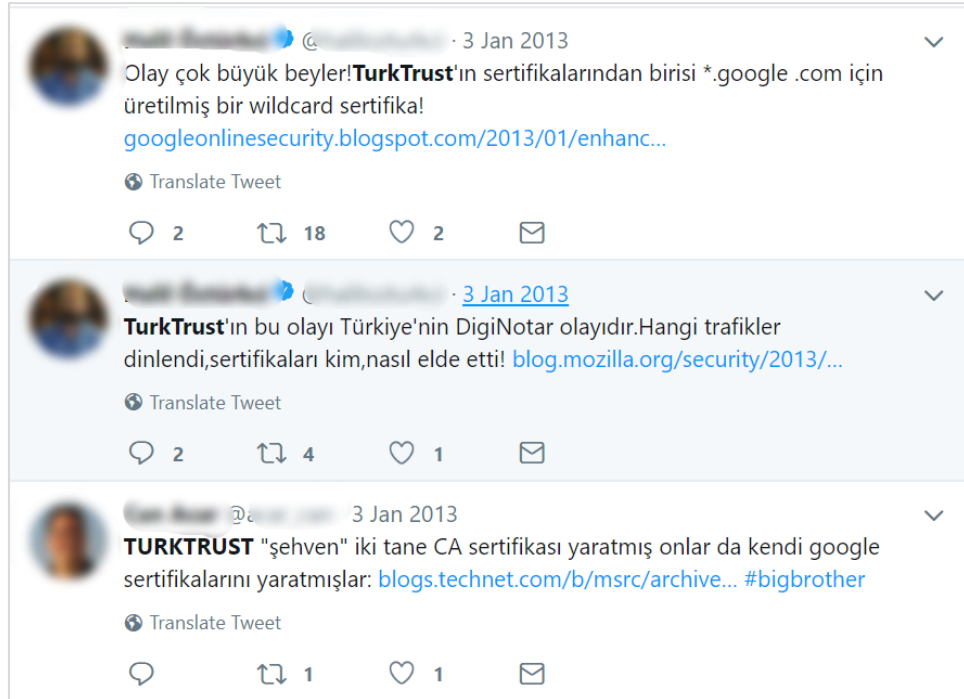 @ · 3 Jan 2013
Olay çok büyük beyler!TurkTrust'ın sertifikalarından birisi *.google .com için
üretilmiş bir wildcard sertifika!
googleonlinesecurity.blogspot.com/2013/01/enhanc...
Translate Tweet
2 18 2
· 3 Jan 2013
TurkTrust'ın bu olayı Türkiye'nin DigiNotar olayıdır.Hangi trafikler
dinlendi,sertifikaları kim,nasıl elde etti! blog.mozilla.org/security/2013/...
Translate Tweet
2 4 1
3 Jan 2013
TURKTRUST "şehven" iki tane CA sertifikası yaratmış onlar da kendi google
sertifikalarını yaratmışlar: blogs.technet.com/b/msrc/archive... #bigbrother
Translate Tweet
1 1